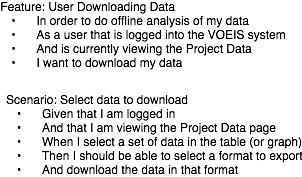 Feature: User Downloading Data
• In order to do offline analysis of my data
• As a user that is logged into the VOEIS system
• And is currently viewing the Project Data
• I want to download my data
Scenario: Select data to download
• Given that I am logged in
• And that I am viewing the Project Data page
• When I select a set of data in the table (or graph)
• Then I should be able to select a format to export
• And download the data in that format